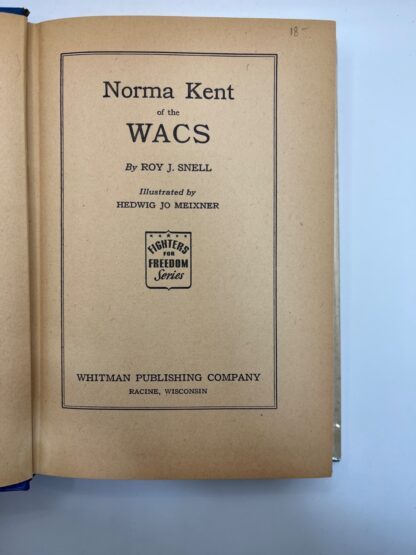 18-
Norma Kent
of the
WACS
By ROY J. SNELL
Illustrated by
HEDWIG JO MEIXNER
FIGHTERS
FOR
FREEDOM
Series
WHITMAN PUBLISHING COMPANY
RACINE, WISCONSIN